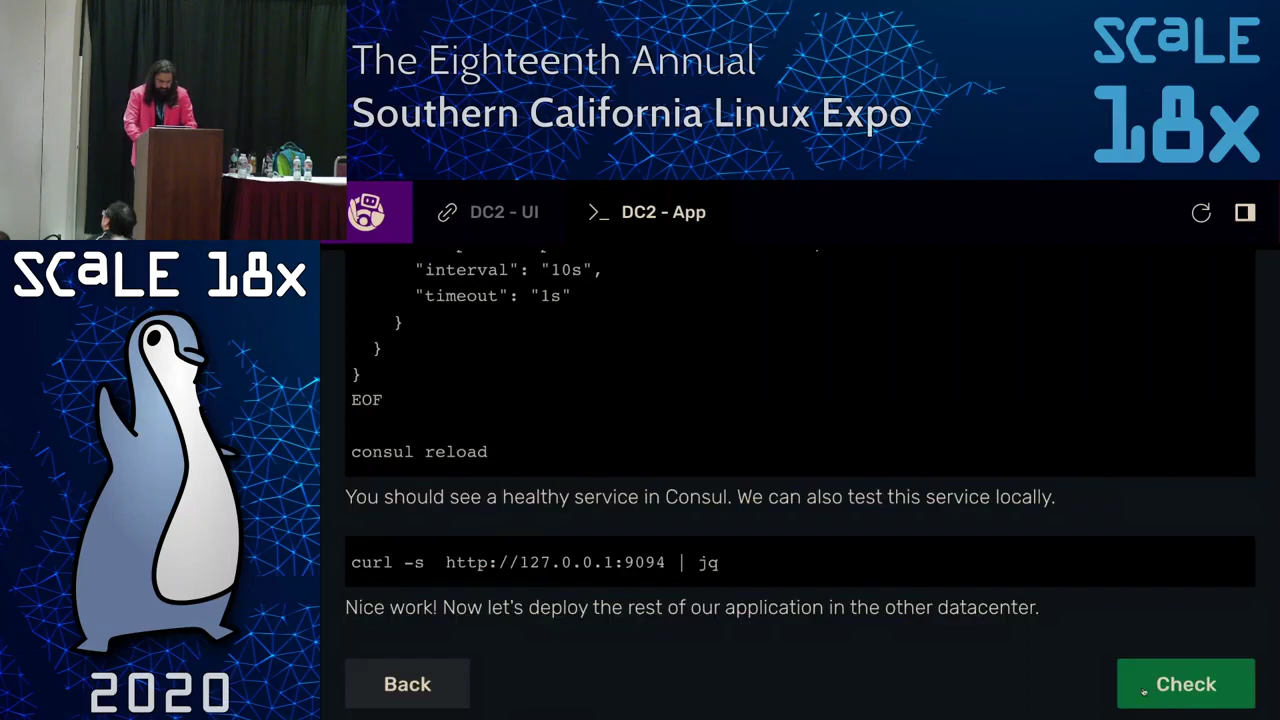 The Eighteenth Annual
Southern California Linux Expo
SCaLE
18x
DC2 - UI
>_ DC2 - App
SCaLE 18x
2020
"interval": "10s",
"timeout": "1s"
}
}
}
EOF
consul reload
You should see a healthy service in Consul. We can also test this service locally.
curl -s  http://127.0.0.1:9094 | jq
Nice work! Now let's deploy the rest of our application in the other datacenter.
Back
Check